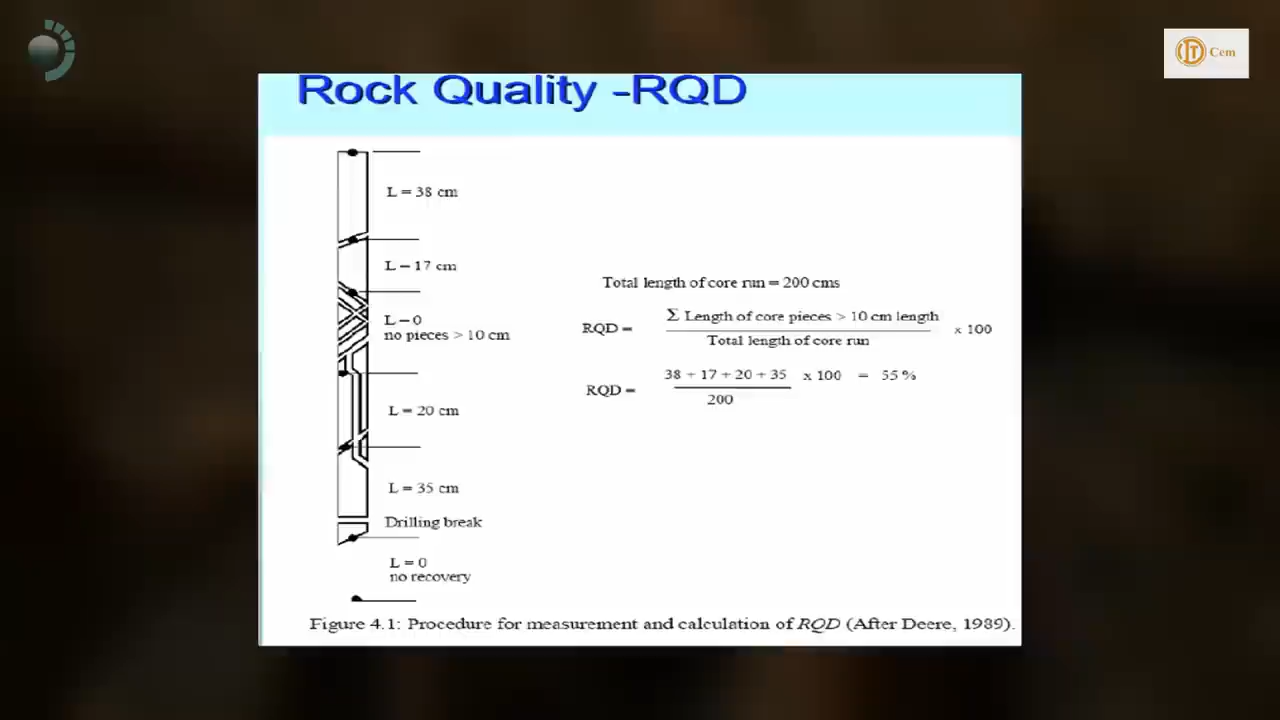 Cem
Rock Quality -RQD
L = 38 cm
L - 17 cm
L - 0
no pieces > 10 cm
L = 20 cm
L = 35 cm
Drilling break
L = 0
no recovery
Total length of core run = 200 cms
RQD = Σ Length of core pieces > 10 cm length x 100
Total length of core run
RQD = 38 + 17 + 20 + 35 x 100 = 55 %
200
Figure 4.1: Procedure for measurement and calculation of RQD (After Deere, 1989).